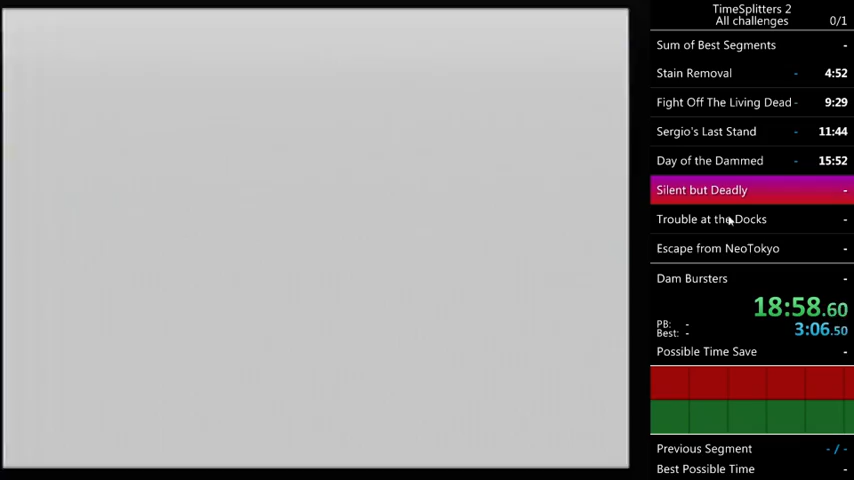 TimeSplitters 2
All challenges 0/1
Sum of Best Segments -
Stain Removal - 4:52
Fight Off The Living Dead - 9:29
Sergio's Last Stand - 11:44
Day of the Dammed - 15:52
Silent but Deadly -
Trouble at the Docks -
Escape from NeoTokyo -
Dam Bursters -
18:58.60
PB: -
Best: - 3:06.50
Possible Time Save -
Previous Segment - / -
Best Possible Time -